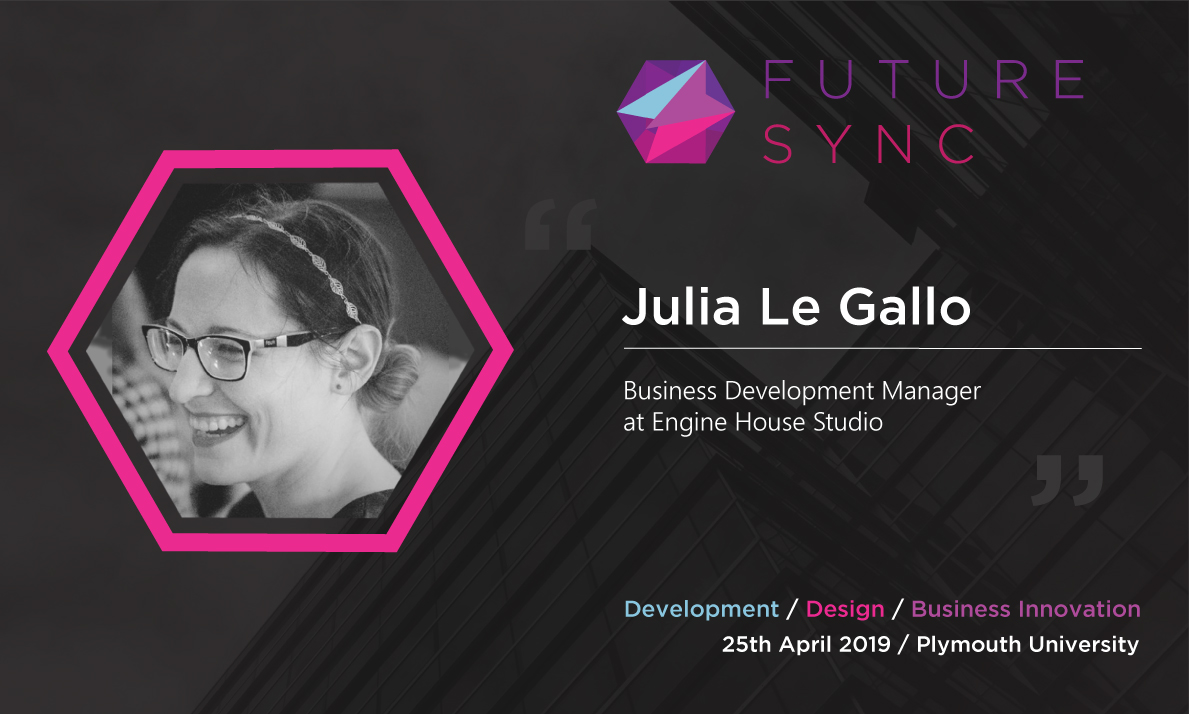 FUTURE
SYNC
“
Julia Le Gallo
Business Development Manager
at Engine House Studio
”
Development / Design / Business Innovation
25th April 2019 / Plymouth University